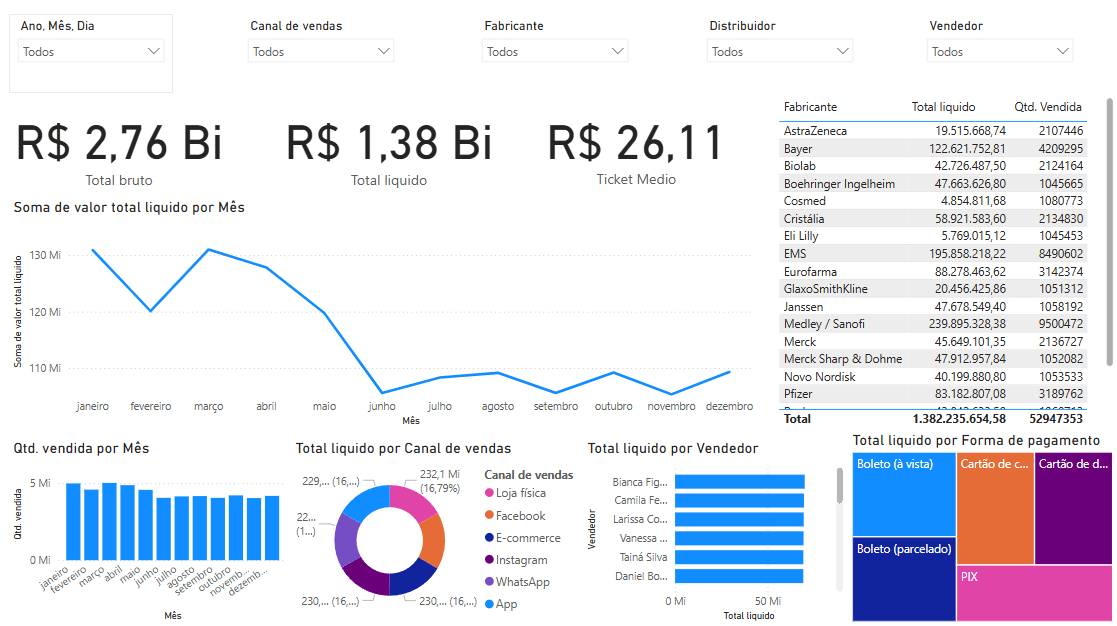 Ano, Mês, Dia
Todos
Canal de vendas
Todos
Fabricante
Todos
Distribuidor
Todos
Vendedor
Todos
R$ 2,76 Bi
Total bruto
R$ 1,38 Bi
Total liquido
R$ 26,11
Ticket Medio
Fabricante Total liquido Qtd. Vendida
AstraZeneca 19.515.668,74 2107446
Bayer 122.621.752,81 4209295
Biolab 42.726.487,50 2124164
Boehringer Ingelheim 47.663.626,80 1045665
Cosmed 4.854.811,68 1080773
Cristália 58.921.583,60 2134830
Eli Lilly 5.769.015,12 1045453
EMS 195.858.218,22 8490602
Eurofarma 88.278.463,62 3142374
GlaxoSmithKline 20.456.425,86 1051312
Janssen 47.678.549,40 1058192
Medley / Sanofi 239.895.328,38 9500472
Merck 45.649.101,35 2136727
Merck Sharp & Dohme 47.912.957,84 1052082
Novo Nordisk 40.199.880,80 1053533
Pfizer 83.182.807,08 3189762
Total 1.382.235.654,58 52947353
Soma de valor total liquido por Mês
Soma de valor total liquido
130 Mi
120 Mi
110 Mi
janeiro fevereiro março abril maio junho julho agosto setembro outubro novembro dezembro
Mês
Qtd. vendida por Mês
Qtd. vendida
5 Mi
0 Mi
janeiro fevereiro março abril maio junho julho agosto setembro outubro novemb... dezemb...
Mês
Total liquido por Canal de vendas
232,1 Mi
(16,79%)
229,... (16,...)
22...
(1...)
230,... (16,...)
230,... (16,...)
Canal de vendas
Loja física
Facebook
E-commerce
Instagram
WhatsApp
App
Total liquido por Vendedor
Vendedor
Bianca Fig...
Camila Fe...
Larissa Co...
Vanessa ...
Tainá Silva
Daniel Bo...
0 Mi 50 Mi
Total liquido
Total liquido por Forma de pagamento
Boleto (à vista)
Cartão de c...
Cartão de d...
Boleto (parcelado)
PIX